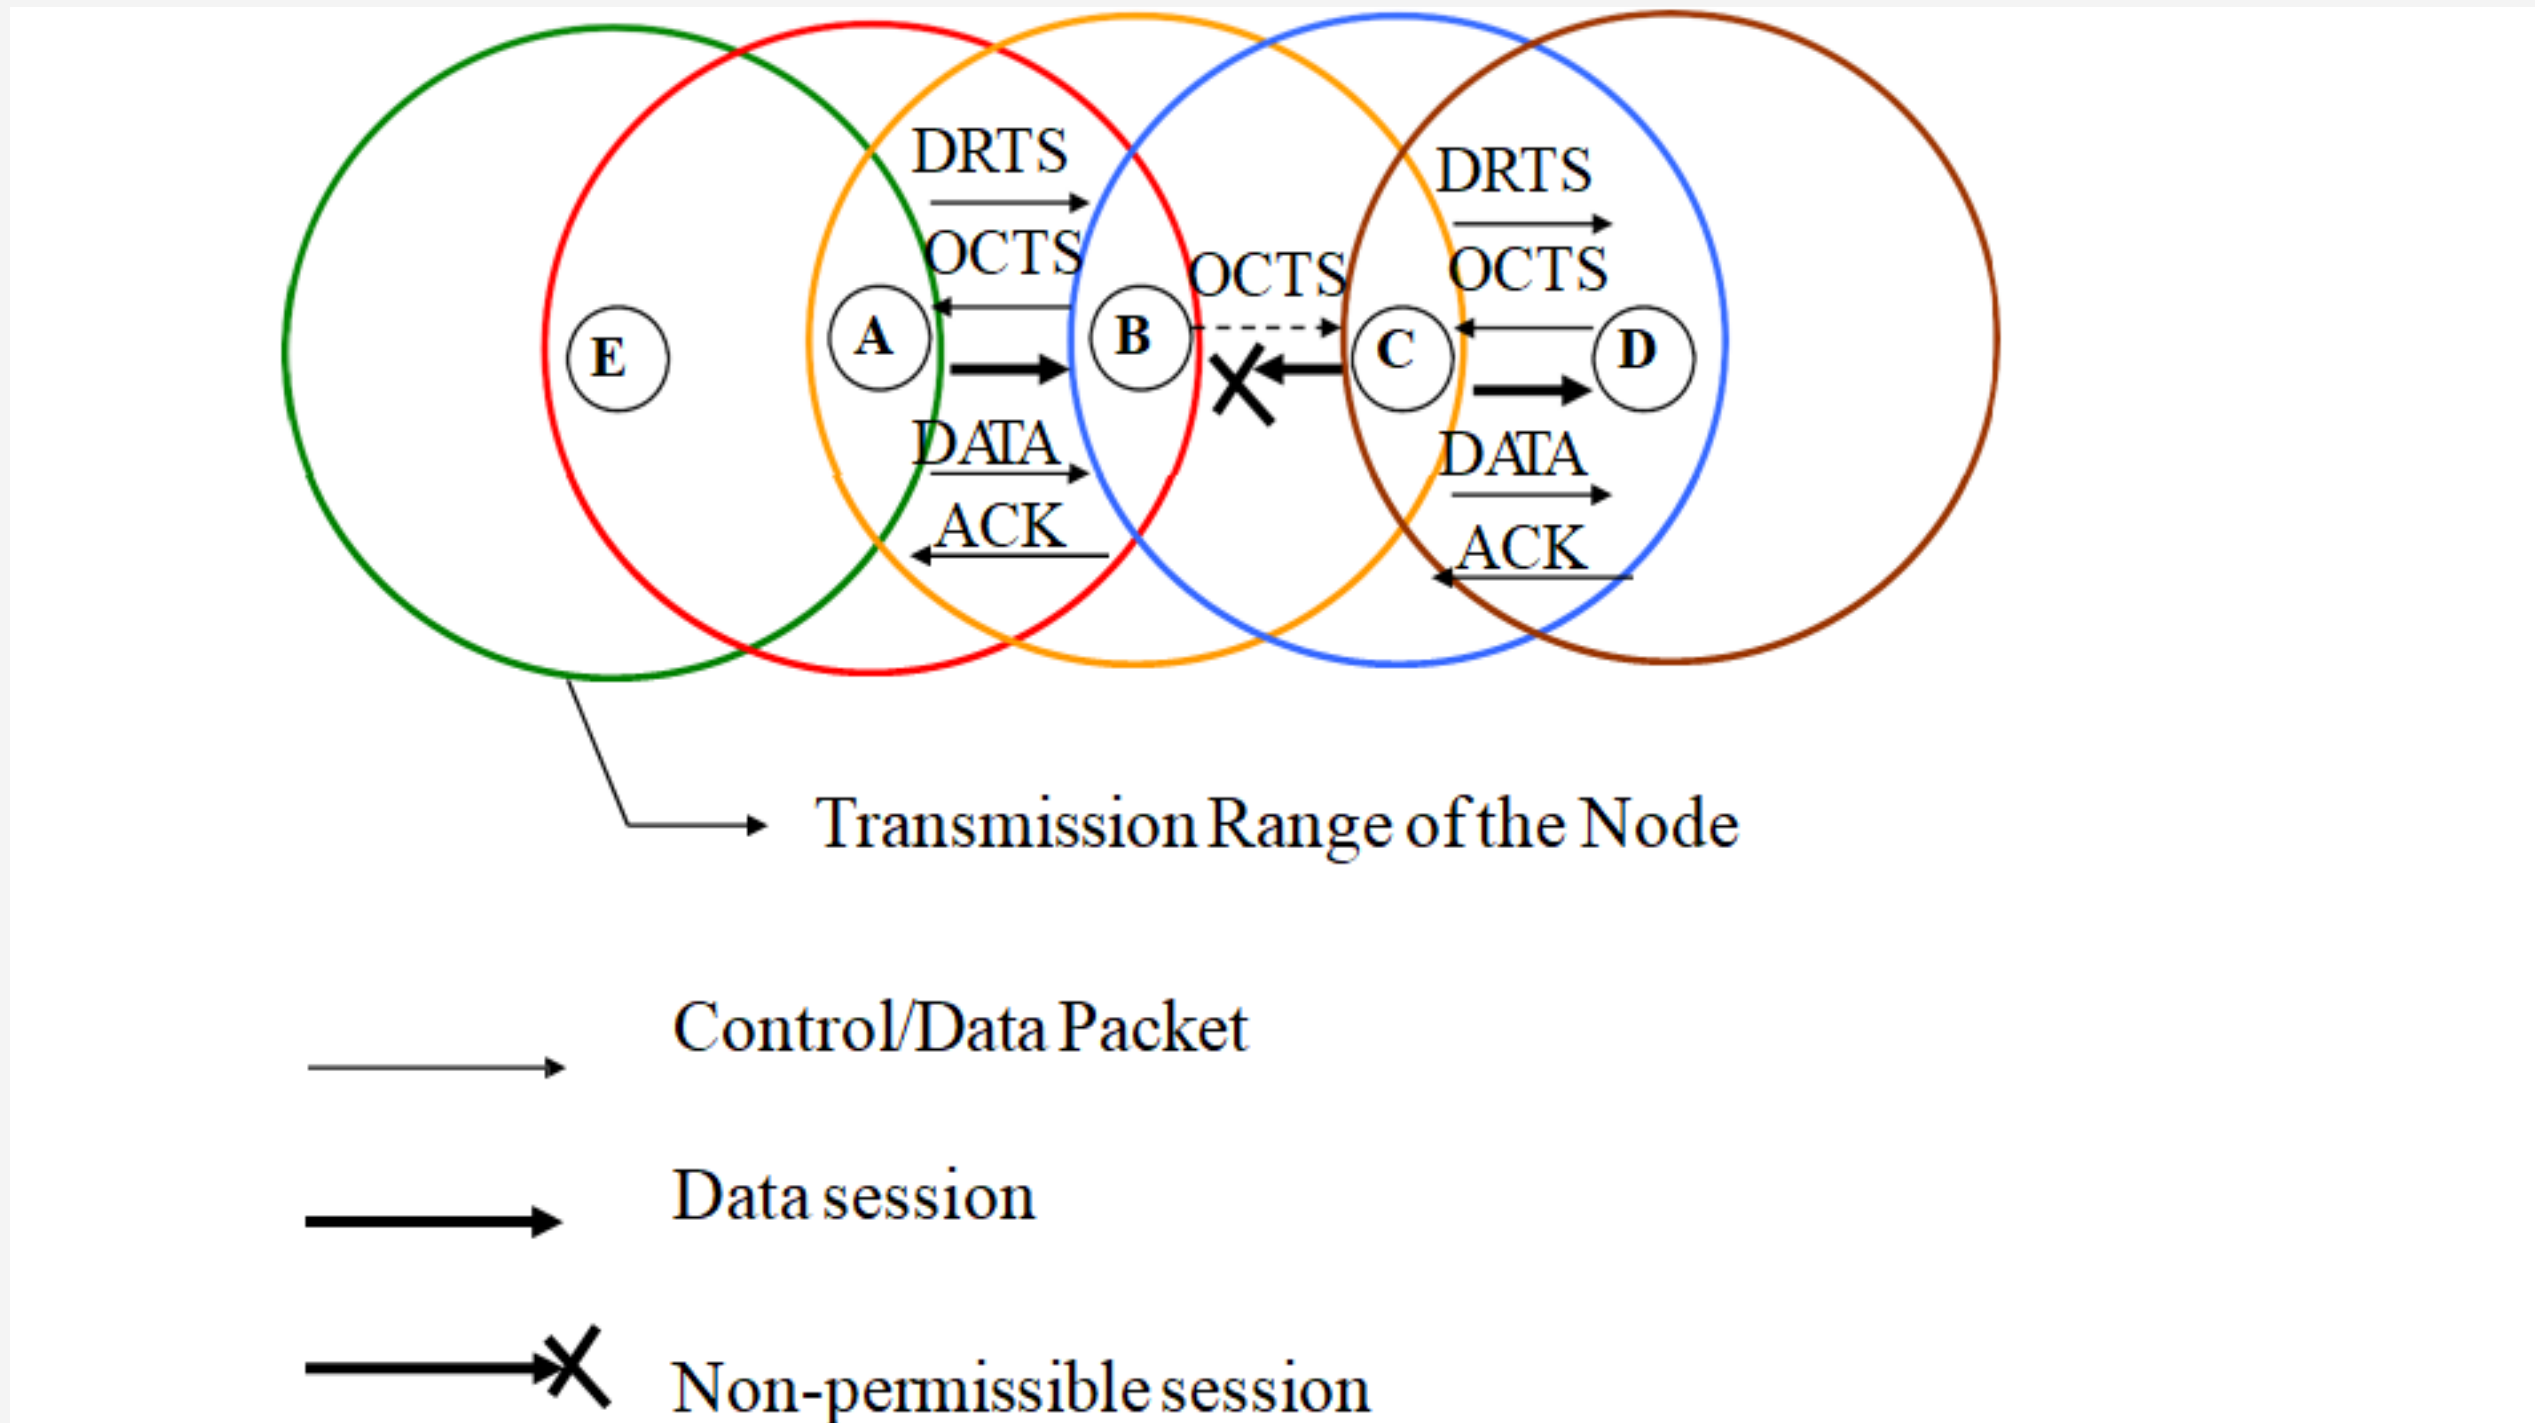 DRTS
DRTS
OCTS
OCTS
OCTS
E
A
B
C
D
DATA
DATA
ACK
ACK
Transmission Range of the Node
Control/Data Packet
Data session
Non-permissible session